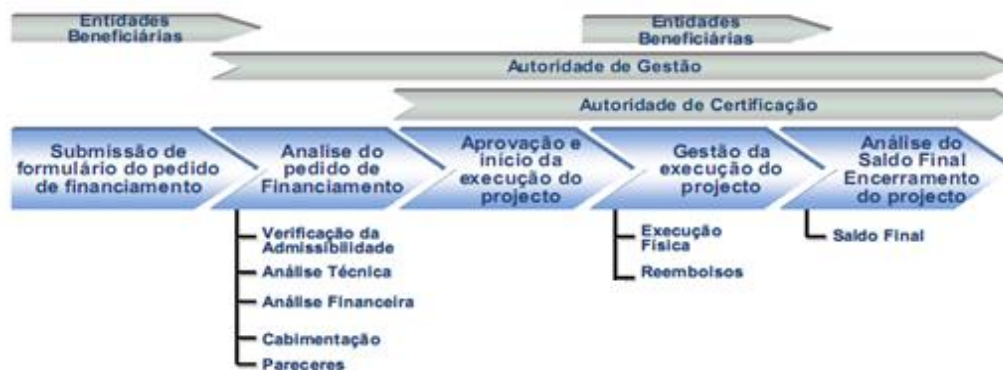 Entidades
Beneficiárias
Entidades
Beneficiárias
Autoridade de Gestão
Autoridade de Certificação
Submissão de
formulário do pedido
de financiamento
Analise do
pedido de
Financiamento
Aprovação e
início da
execução do
projecto
Gestão da
execução do
projecto
Análise do
Saldo Final
Encerramento
do projecto
Verificação da
Admissibilidade
Análise Técnica
Análise Financeira
Cabimentação
Pareceres
Execução
Física
Reembolsos
Saldo Final